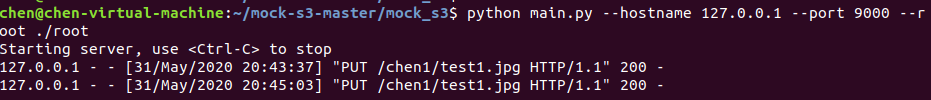 chen@chen-virtual-machine:~/mock-s3-master/mock_s3$ python main.py --hostname 127.0.0.1 --port 9000 --r
oot ./root
Starting server, use <Ctrl-C> to stop
127.0.0.1 - - [31/May/2020 20:43:37] "PUT /chen1/test1.jpg HTTP/1.1" 200 -
127.0.0.1 - - [31/May/2020 20:45:03] "PUT /chen1/test1.jpg HTTP/1.1" 200 -